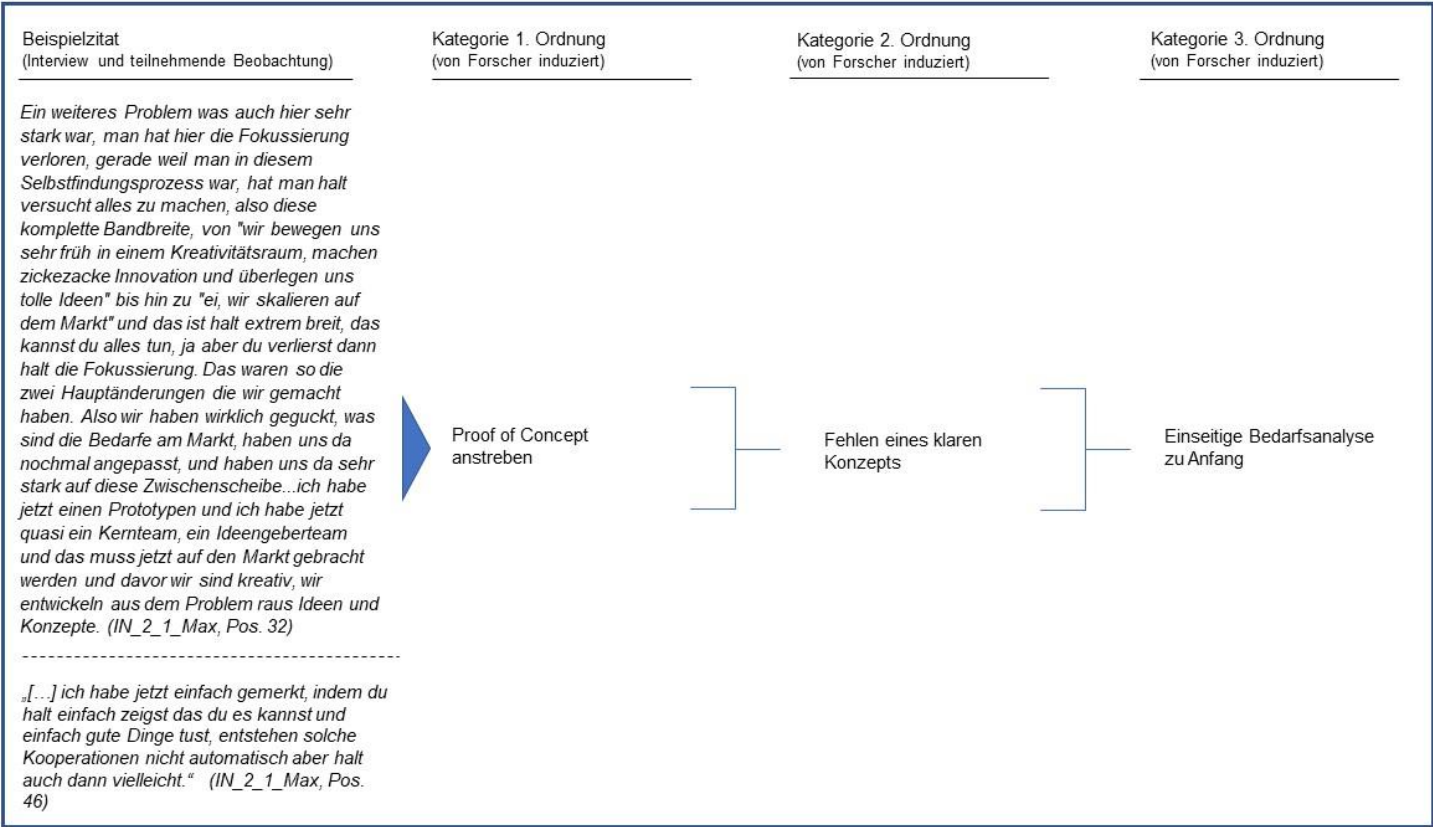 Beispielzitat
(Interview und teilnehmende Beobachtung)
Kategorie 1. Ordnung
(von Forscher induziert)
Kategorie 2. Ordnung
(von Forscher induziert)
Kategorie 3. Ordnung
(von Forscher induziert)
Ein weiteres Problem was auch hier sehr
stark war, man hat hier die Fokussierung
verloren, gerade weil man in diesem
Selbstfindungsprozess war, hat man halt
versucht alles zu machen, also diese
komplette Bandbreite, von "wir bewegen uns
sehr früh in einem Kreativitätsraum, machen
zickezacke Innovation und überlegen uns
tolle Ideen" bis hin zu "ei, wir skalieren auf
dem Markt" und das ist halt extrem breit, das
kannst du alles tun, ja aber du verlierst dann
halt die Fokussierung. Das waren so die
zwei Hauptänderungen die wir gemacht
haben. Also wir haben wirklich geguckt, was
sind die Bedarfe am Markt, haben uns da
nochmal angepasst, und haben uns da sehr
stark auf diese Zwischenscheibe...ich habe
jetzt einen Prototypen und ich habe jetzt
quasi ein Kernteam, ein Ideengeberteam
und das muss jetzt auf den Markt gebracht
werden und davor wir sind kreativ, wir
entwickeln aus dem Problem raus Ideen und
Konzepte. (IN_2_1_Max, Pos. 32)
„[…] ich habe jetzt einfach gemerkt, indem du
halt einfach zeigst das du es kannst und
einfach gute Dinge tust, entstehen solche
Kooperationen nicht automatisch aber halt
auch dann vielleicht.“ (IN_2_1_Max, Pos.
46)
Proof of Concept
anstreben
Fehlen eines klaren
Konzepts
Einseitige Bedarfsanalyse
zu Anfang